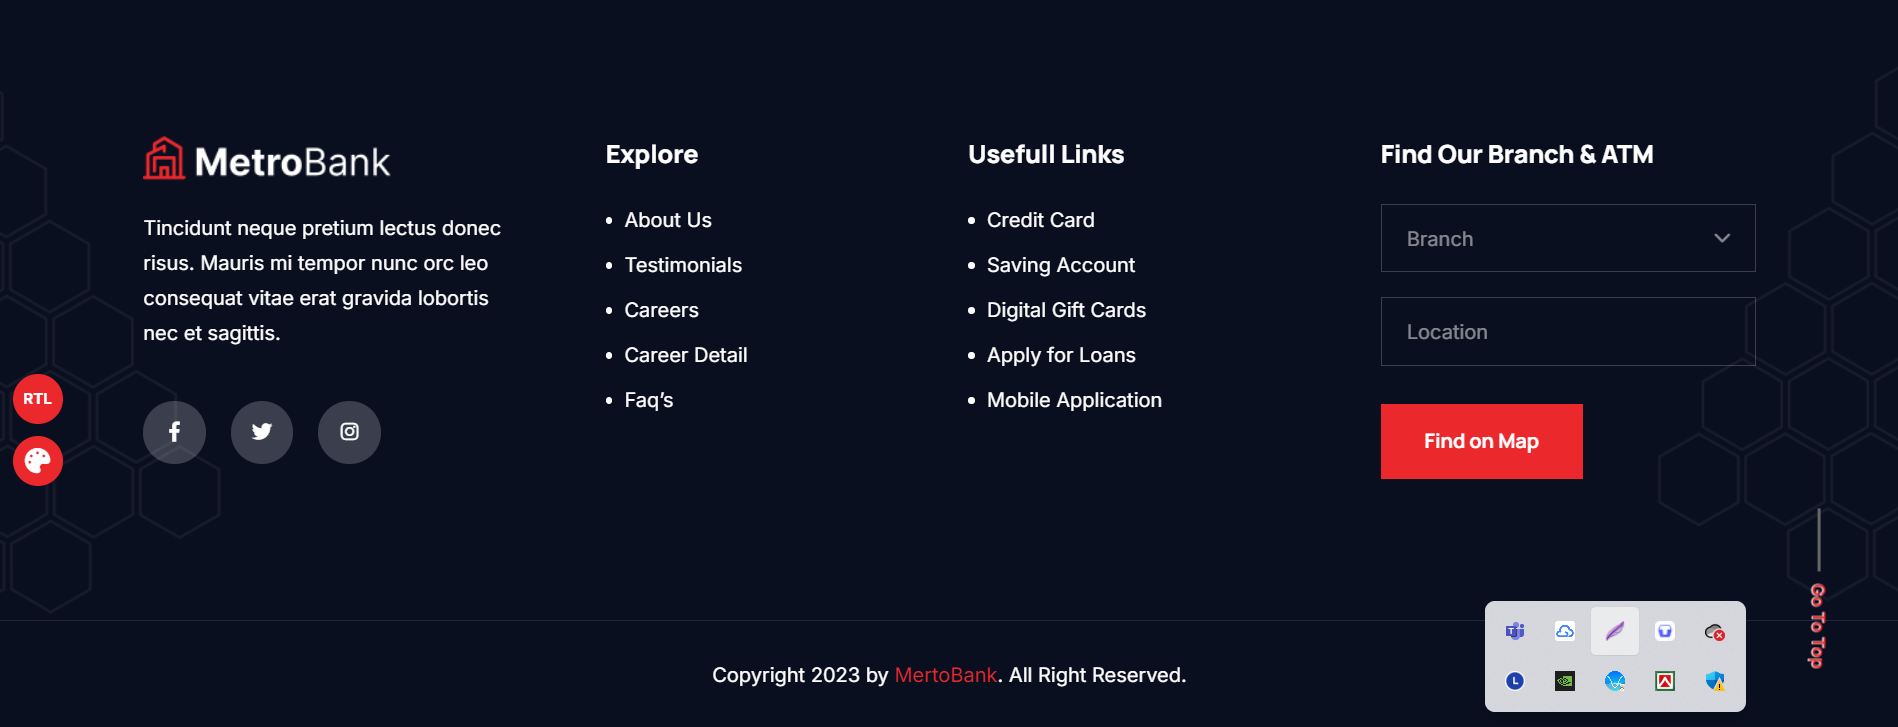 MetroBank
Tincidunt neque pretium lectus donec
risus. Mauris mi tempor nunc orc leo
consequat vitae erat gravida lobortis
nec et sagittis.
RTL
Explore
About Us
Testimonials
Careers
Career Detail
Faq's
Usefull Links
Credit Card
Saving Account
Digital Gift Cards
Apply for Loans
Mobile Application
Find Our Branch & ATM
Branch
Location
Find on Map
Go To Top
Copyright 2023 by MertoBank. All Right Reserved.
L